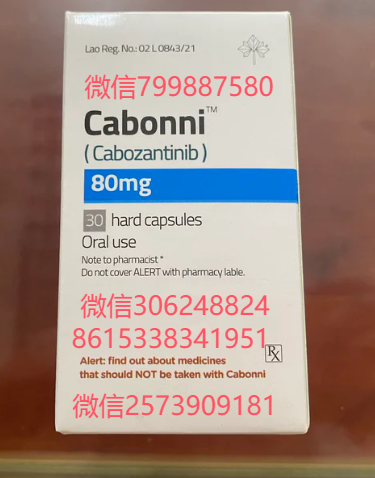 Lao Reg. No.: 02 L 0843/21
微信799887580
Cabonni™
(Cabozantinib)
80mg
30 hard capsules
Oral use
Note to pharmacist *
Do not cover ALERT with pharmacy lable.
微信306248824
8615338341951
Rx
Alert: find out about medicines
that should NOT be taken with Cabonni
微信2573909181